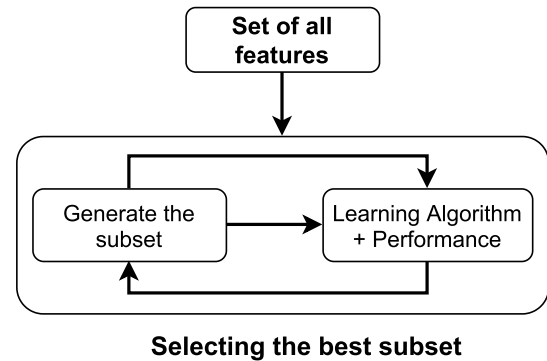 Set of all
features
Generate the
subset
Learning Algorithm
+ Performance
Selecting the best subset